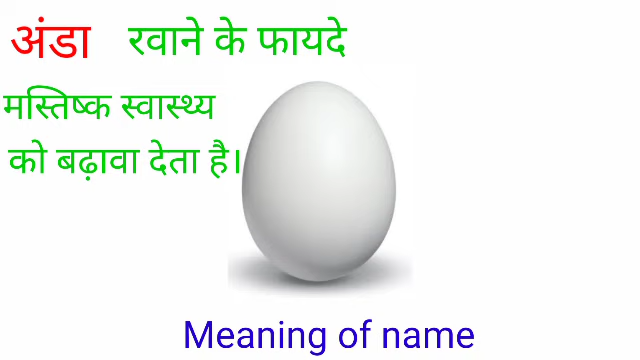 अंडा रवाने के फायदे
मस्तिष्क स्वास्थ्य
को बढ़ावा देता है।
Meaning of name